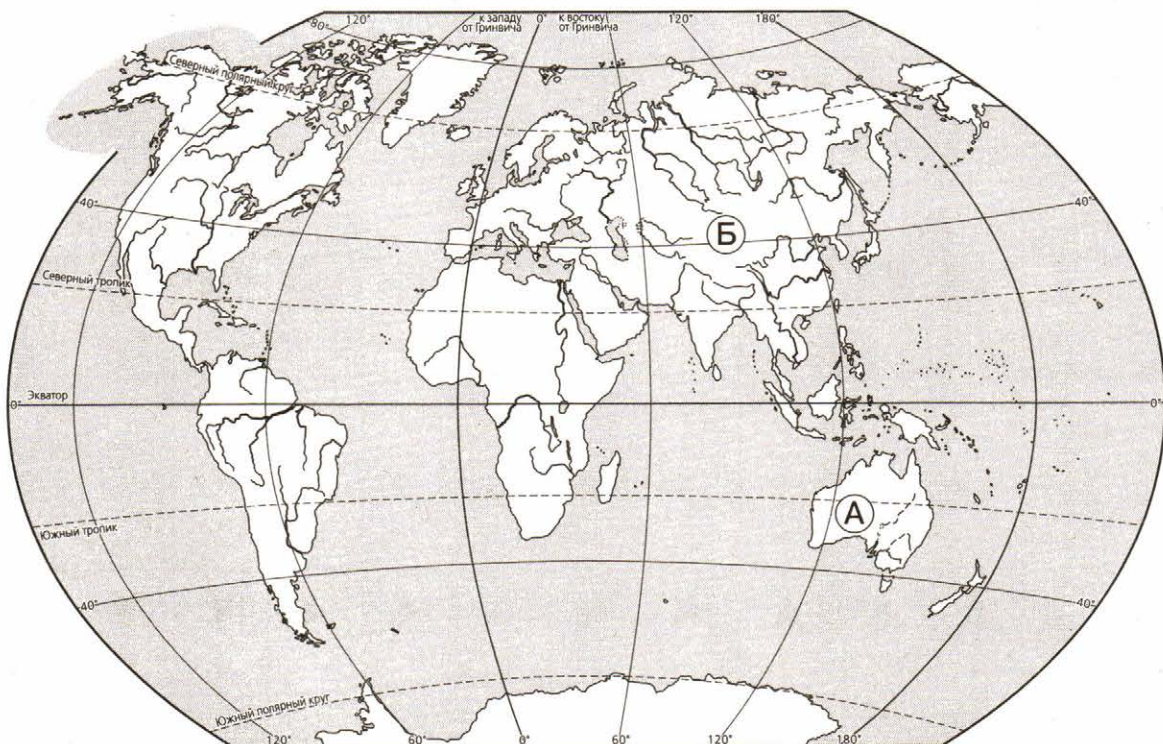 120° к западу 0° к востоку 180°
от Гринвича от Гринвича
80°
Северный полярный круг
40° 40°
Б
Северный тропик
Экватор
0° 0°
А
Южный тропик
40° 40°
Южный полярный круг
120° 60° 0° 60° 120° 180°